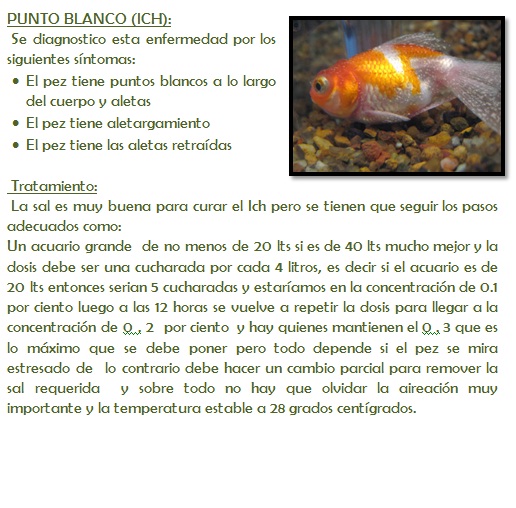 PUNTO BLANCO (ICH):
Se diagnostico esta enfermedad por los
siguientes síntomas:
• El pez tiene puntos blancos a lo largo
del cuerpo y aletas
• El pez tiene aletargamiento
• El pez tiene las aletas retraídas
Tratamiento:
La sal es muy buena para curar el Ich pero se tienen que seguir los pasos
adecuados como:
Un acuario grande de no menos de 20 lts si es de 40 lts mucho mejor y la
dosis debe ser una cucharada por cada 4 litros, es decir si el acuario es de
20 lts entonces serian 5 cucharadas y estaríamos en la concentración de 0.1
por ciento luego a las 12 horas se vuelve a repetir la dosis para llegar a la
concentración de 0 , 2 por ciento y hay quienes mantienen el 0 , 3 que es
lo máximo que se debe poner pero todo depende si el pez se mira
estresado de lo contrario debe hacer un cambio parcial para remover la
sal requerida y sobre todo no hay que olvidar la aireación muy
importante y la temperatura estable a 28 grados centígrados.